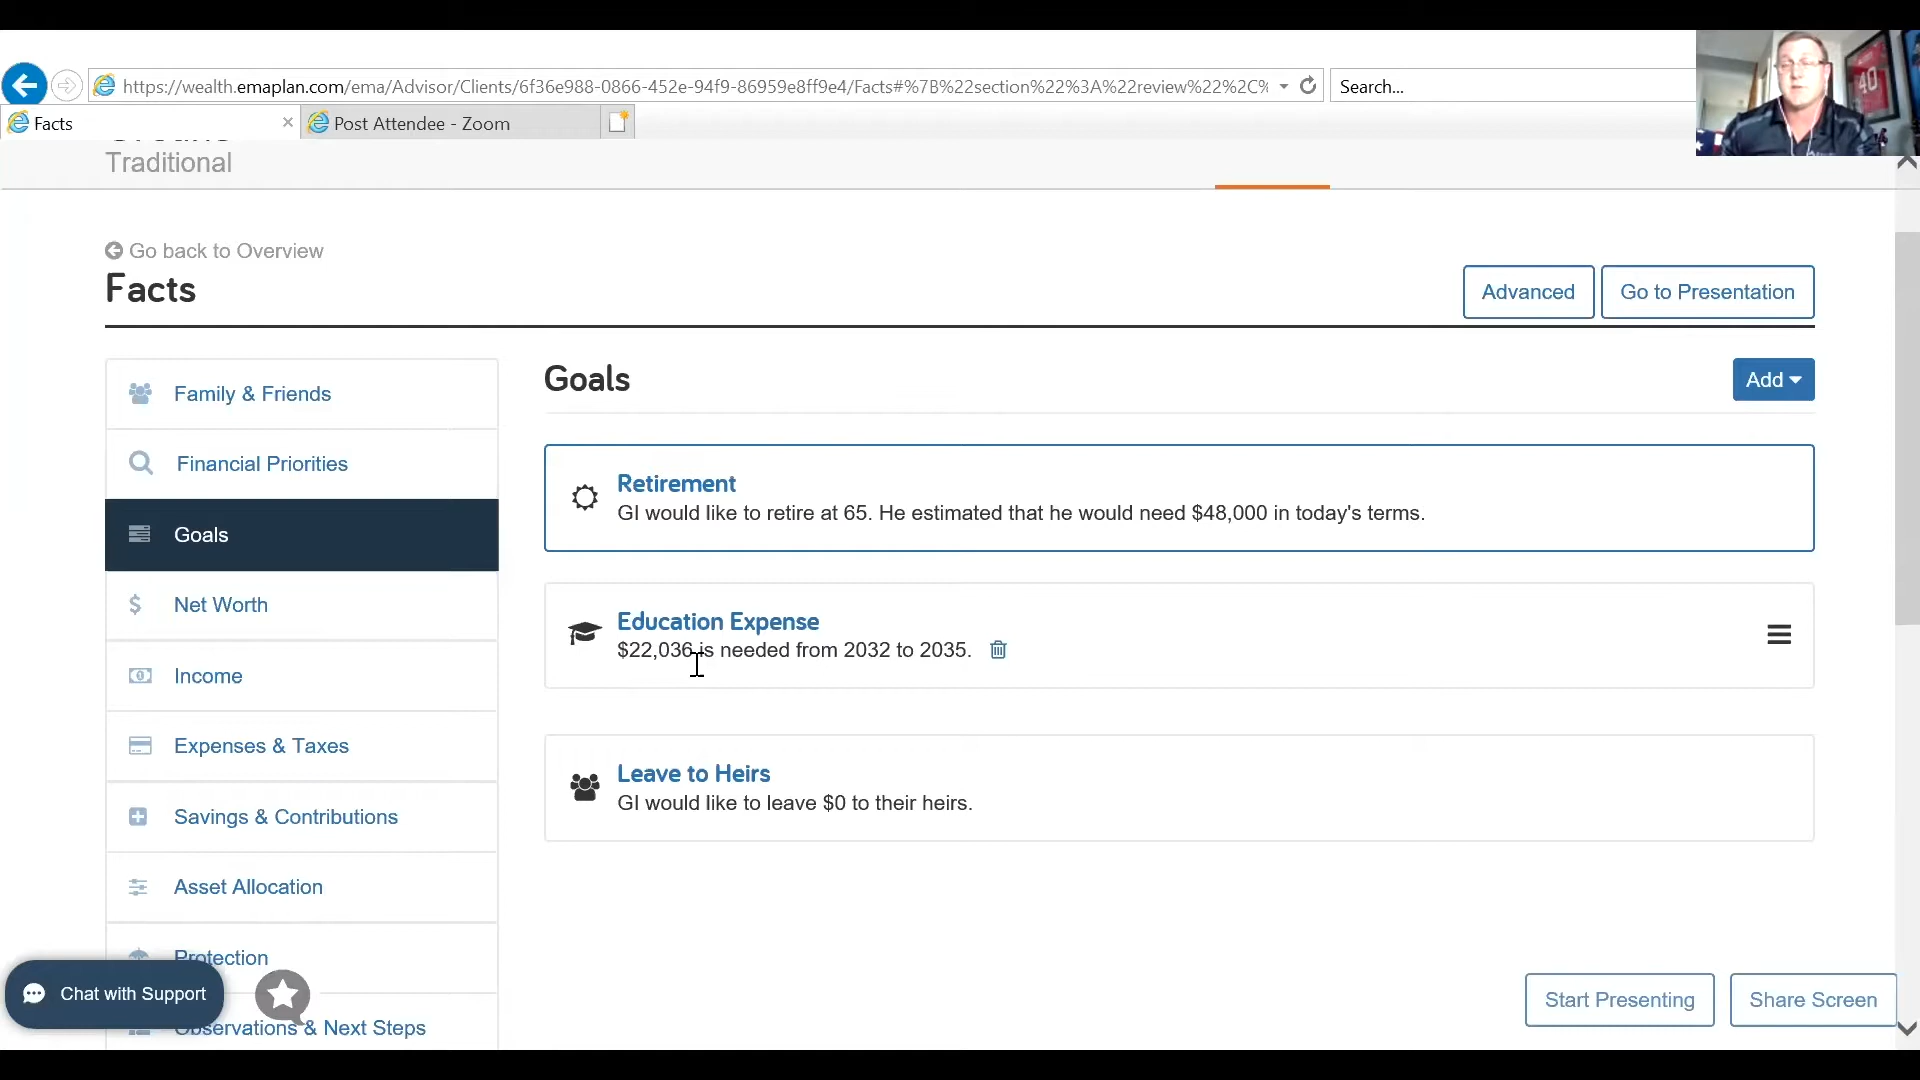 https://wealth.emaplan.com/ema/Advisor/Clients/6f36e988-0866-452e-94f9-86959e8ff9e4/Facts#%7B%22section%22%3A%22review%22%2C%
Search...
Facts
Post Attendee - Zoom
Traditional
Go back to Overview
Facts
Advanced
Go to Presentation
Family & Friends
Financial Priorities
Goals
Net Worth
Income
Expenses & Taxes
Savings & Contributions
Asset Allocation
Protection
Observations & Next Steps
Goals
Add
Retirement
GI would like to retire at 65. He estimated that he would need $48,000 in today's terms.
Education Expense
$22,036 is needed from 2032 to 2035.
Leave to Heirs
GI would like to leave $0 to their heirs.
Chat with Support
Start Presenting
Share Screen
40